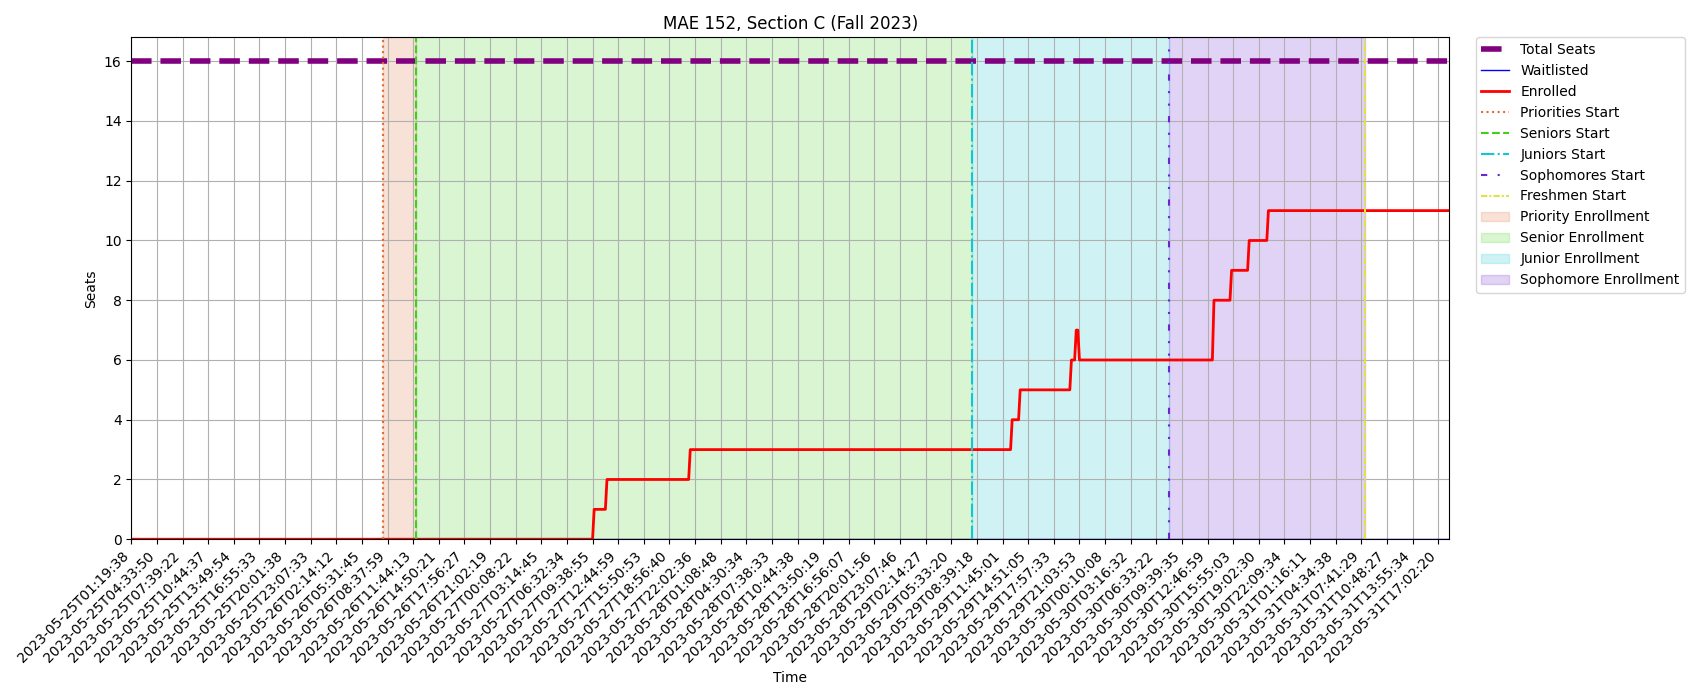 MAE 152, Section C (Fall 2023)
Seats
16
14
12
10
8
6
4
2
0
2023-05-25T01:19:38
2023-05-25T04:33:50
2023-05-25T07:39:22
2023-05-25T10:44:37
2023-05-25T13:49:54
2023-05-25T16:55:33
2023-05-25T20:01:38
2023-05-25T23:07:33
2023-05-26T02:14:12
2023-05-26T05:31:45
2023-05-26T08:37:59
2023-05-26T11:44:13
2023-05-26T14:50:21
2023-05-26T17:56:27
2023-05-26T21:02:19
2023-05-27T00:08:22
2023-05-27T03:14:45
2023-05-27T06:32:34
2023-05-27T09:38:55
2023-05-27T12:44:59
2023-05-27T15:50:53
2023-05-27T18:56:40
2023-05-27T22:02:36
2023-05-28T01:08:48
2023-05-28T04:30:34
2023-05-28T07:38:33
2023-05-28T10:44:38
2023-05-28T13:50:19
2023-05-28T16:56:07
2023-05-28T20:01:56
2023-05-28T23:07:46
2023-05-29T02:14:27
2023-05-29T05:33:20
2023-05-29T08:39:18
2023-05-29T11:45:01
2023-05-29T14:51:05
2023-05-29T17:57:33
2023-05-29T21:03:53
2023-05-30T00:10:08
2023-05-30T03:16:32
2023-05-30T06:33:22
2023-05-30T09:39:35
2023-05-30T12:46:59
2023-05-30T15:55:03
2023-05-30T19:02:30
2023-05-30T22:09:34
2023-05-31T01:16:11
2023-05-31T04:34:38
2023-05-31T07:41:29
2023-05-31T10:48:27
2023-05-31T13:55:34
2023-05-31T17:02:20
Time
Total Seats
Waitlisted
Enrolled
Priorities Start
Seniors Start
Juniors Start
Sophomores Start
Freshmen Start
Priority Enrollment
Senior Enrollment
Junior Enrollment
Sophomore Enrollment